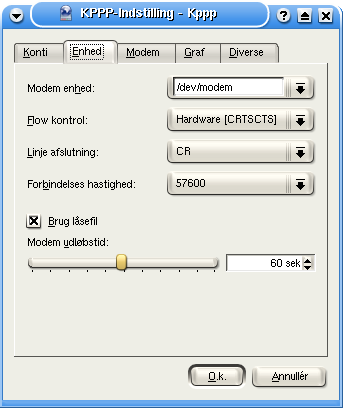 KPPP-Indstilling - Kppp
Konti Enhed Modem Graf Diverse
Modem enhed: /dev/modem
Flow kontrol: Hardware [CRTSCTS]
Linje afslutning: CR
Forbindelses hastighed: 57600
Brug låsefil
Modem udløbstid:
60 sek
O.k. Annullér